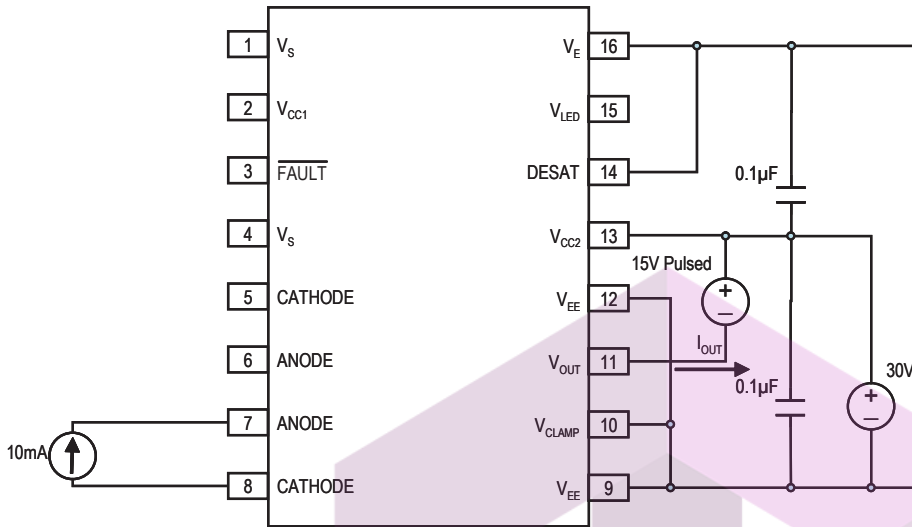 1 V_S
2 V_CC1
3 FAULT
4 V_S
5 CATHODE
6 ANODE
7 ANODE
8 CATHODE
10mA
V_E 16
V_LED 15
DESAT 14
V_CC2 13
V_EE 12
V_OUT 11
V_CLAMP 10
V_EE 9
0.1µF
15V Pulsed
+
−
I_OUT
0.1µF
30V
+
−